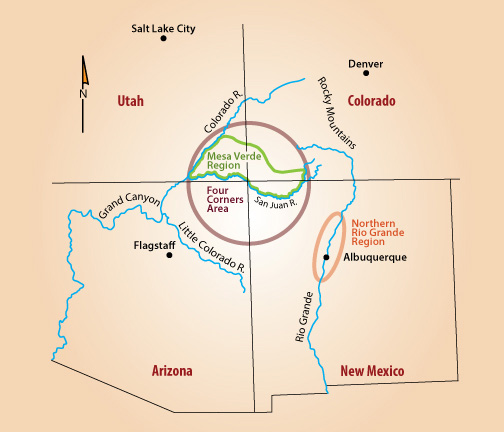 Salt Lake City
Denver
N
Utah
Colorado R.
Rocky Mountains
Colorado
Mesa Verde
Region
Four
Corners
Area
San Juan R.
Grand Canyon
Little Colorado R.
Flagstaff
Northern
Rio Grande
Region
Albuquerque
Rio Grande
Arizona
New Mexico